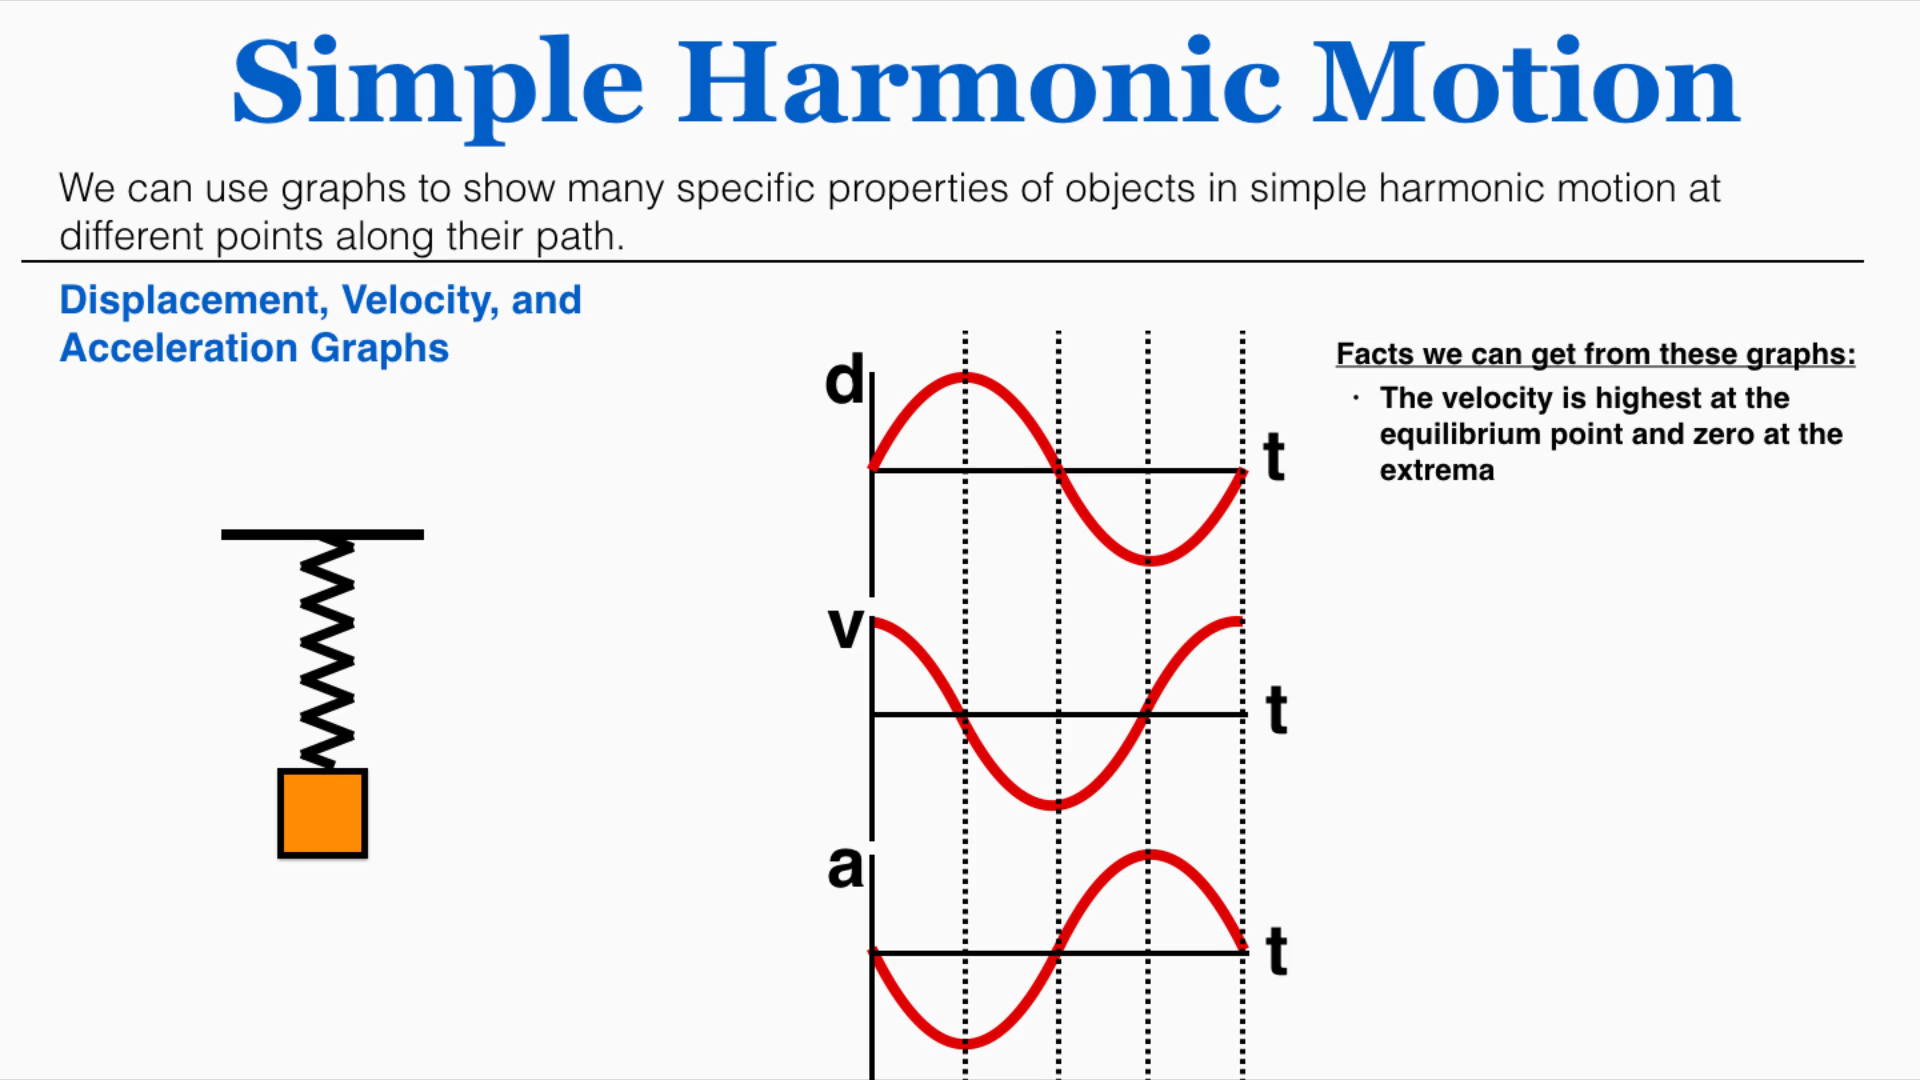 Simple Harmonic Motion
We can use graphs to show many specific properties of objects in simple harmonic motion at
different points along their path.
Displacement, Velocity, and
Acceleration Graphs
d
t
v
t
a
t
Facts we can get from these graphs:
· The velocity is highest at the
equilibrium point and zero at the
extrema